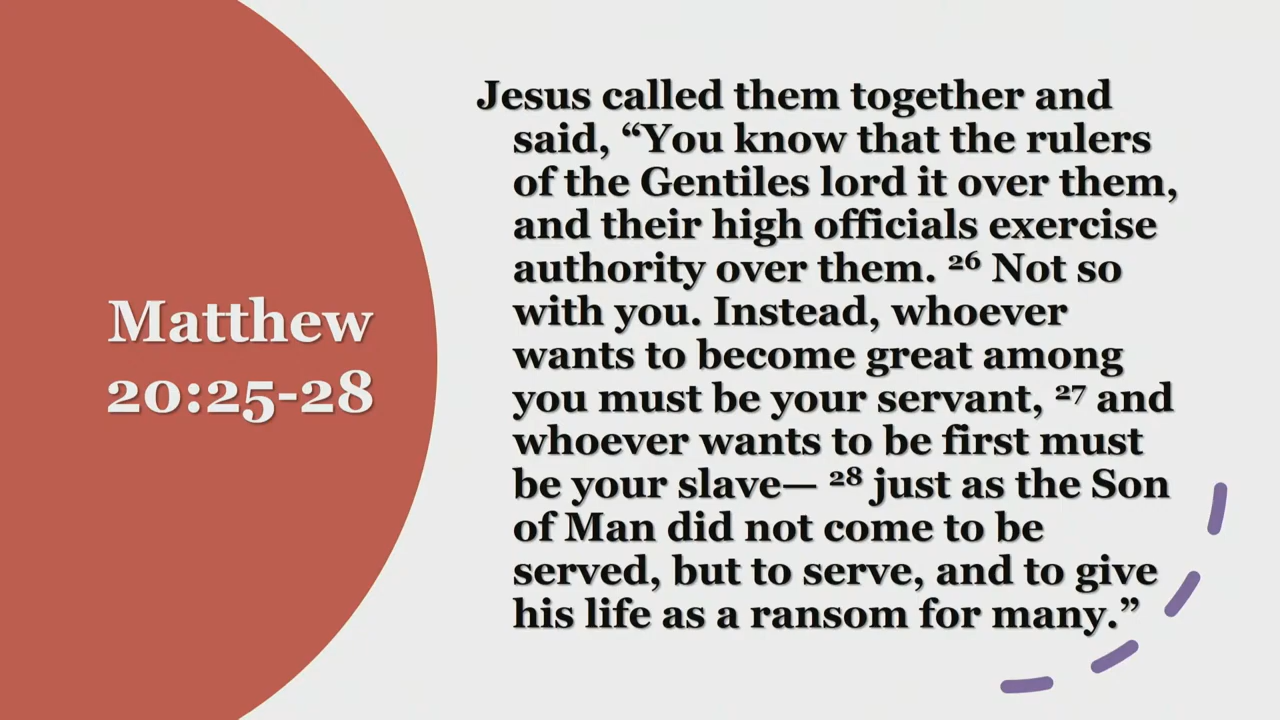 Matthew
20:25-28
Jesus called them together and
said, “You know that the rulers
of the Gentiles lord it over them,
and their high officials exercise
authority over them. ²⁶ Not so
with you. Instead, whoever
wants to become great among
you must be your servant, ²⁷ and
whoever wants to be first must
be your slave— ²⁸ just as the Son
of Man did not come to be
served, but to serve, and to give
his life as a ransom for many.”